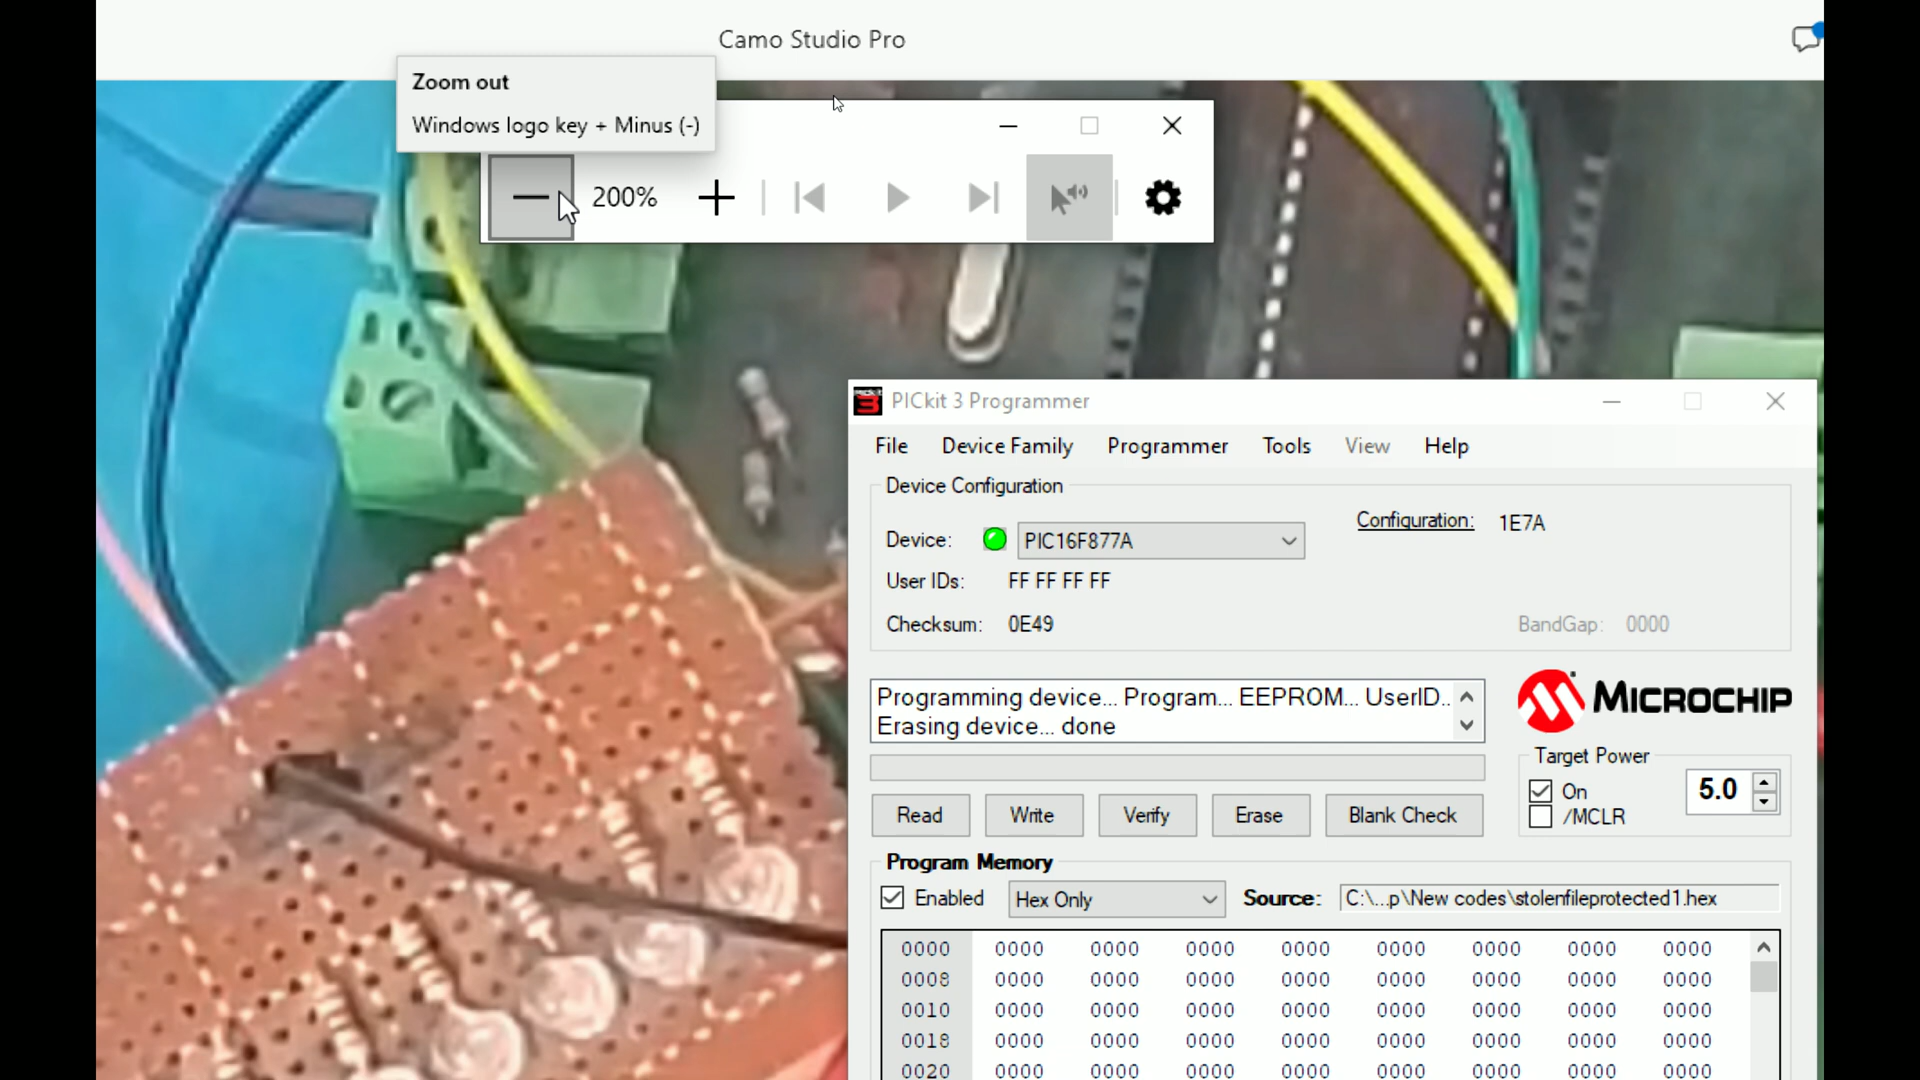 Camo Studio Pro
Zoom out
Windows logo key + Minus (-)
200%
PICkit 3 Programmer
File Device Family Programmer Tools View Help
Device Configuration
Device: PIC16F877A Configuration: 1E7A
User IDs: FF FF FF FF
Checksum: 0E49 BandGap: 0000
Programming device... Program... EEPROM... UserID..
Erasing device... done
MICROCHIP
Target Power
On 5.0
/MCLR
Read Write Verify Erase Blank Check
Program Memory
Enabled Hex Only Source: C:\...p\New codes\stolenfileprotected1.hex
0000 0000 0000 0000 0000 0000 0000 0000 0000
0008 0000 0000 0000 0000 0000 0000 0000 0000
0010 0000 0000 0000 0000 0000 0000 0000 0000
0018 0000 0000 0000 0000 0000 0000 0000 0000
0020 0000 0000 0000 0000 0000 0000 0000 0000